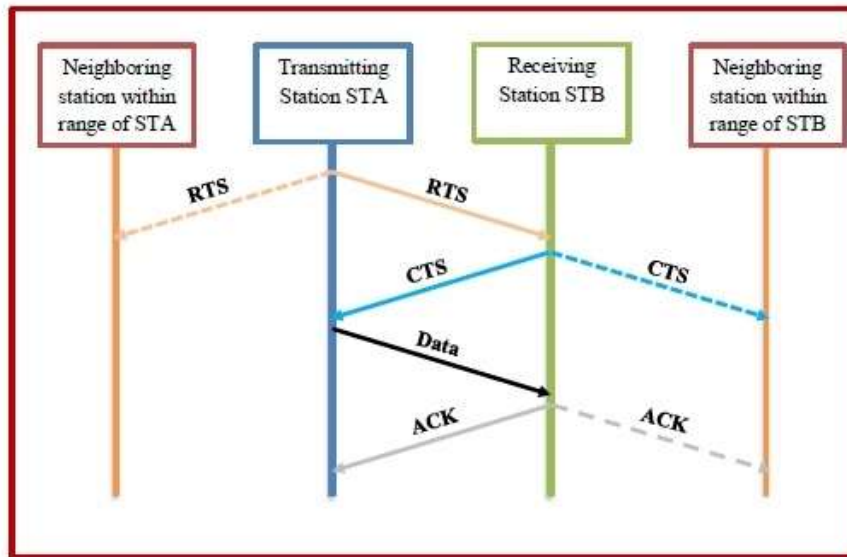 Neighboring
station within
range of STA
Transmitting
Station STA
Receiving
Station STB
Neighboring
station within
range of STB
RTS
RTS
CTS
CTS
Data
ACK
ACK